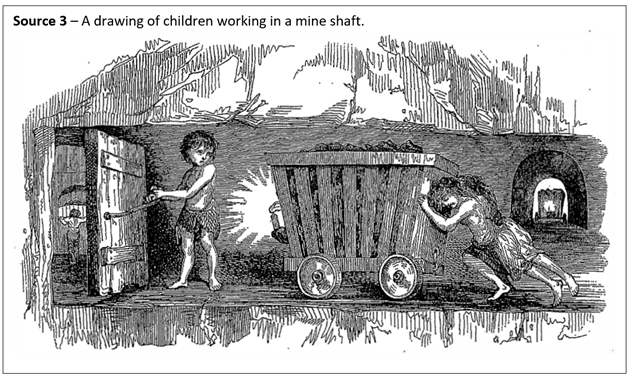 Source 3 – A drawing of children working in a mine shaft.